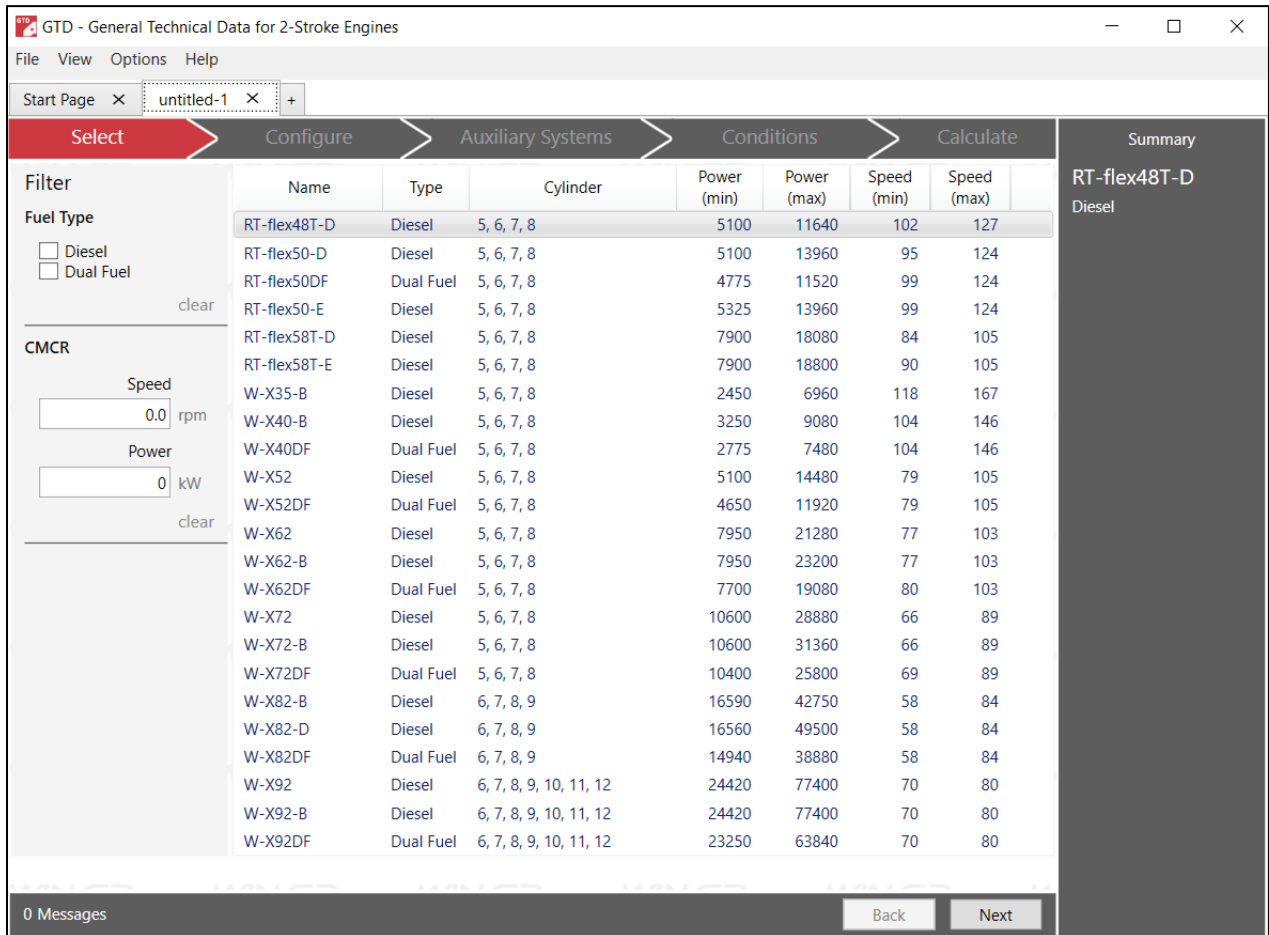 GTD - General Technical Data for 2-Stroke Engines
File View Options Help
Start Page untitled-1 +
Select Configure Auxiliary Systems Conditions Calculate Summary
Filter
Fuel Type
Diesel
Dual Fuel
clear
CMCR
Speed
0.0 rpm
Power
0 kW
clear
Name Type Cylinder Power (min) Power (max) Speed (min) Speed (max)
RT-flex48T-D Diesel 5, 6, 7, 8 5100 11640 102 127
RT-flex50-D Diesel 5, 6, 7, 8 5100 13960 95 124
RT-flex50DF Dual Fuel 5, 6, 7, 8 4775 11520 99 124
RT-flex50-E Diesel 5, 6, 7, 8 5325 13960 99 124
RT-flex58T-D Diesel 5, 6, 7, 8 7900 18080 84 105
RT-flex58T-E Diesel 5, 6, 7, 8 7900 18800 90 105
W-X35-B Diesel 5, 6, 7, 8 2450 6960 118 167
W-X40-B Diesel 5, 6, 7, 8 3250 9080 104 146
W-X40DF Dual Fuel 5, 6, 7, 8 2775 7480 104 146
W-X52 Diesel 5, 6, 7, 8 5100 14480 79 105
W-X52DF Dual Fuel 5, 6, 7, 8 4650 11920 79 105
W-X62 Diesel 5, 6, 7, 8 7950 21280 77 103
W-X62-B Diesel 5, 6, 7, 8 7950 23200 77 103
W-X62DF Dual Fuel 5, 6, 7, 8 7700 19080 80 103
W-X72 Diesel 5, 6, 7, 8 10600 28880 66 89
W-X72-B Diesel 5, 6, 7, 8 10600 31360 66 89
W-X72DF Dual Fuel 5, 6, 7, 8 10400 25800 69 89
W-X82-B Diesel 6, 7, 8, 9 16590 42750 58 84
W-X82-D Diesel 6, 7, 8, 9 16560 49500 58 84
W-X82DF Dual Fuel 6, 7, 8, 9 14940 38880 58 84
W-X92 Diesel 6, 7, 8, 9, 10, 11, 12 24420 77400 70 80
W-X92-B Diesel 6, 7, 8, 9, 10, 11, 12 24420 77400 70 80
W-X92DF Dual Fuel 6, 7, 8, 9, 10, 11, 12 23250 63840 70 80
RT-flex48T-D
Diesel
0 Messages Back Next